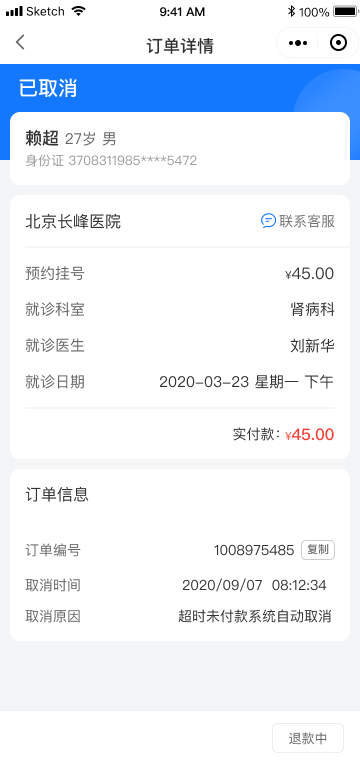 Sketch 9:41 AM 100%
订单详情
已取消
赖超 27岁 男
身份证 3708311985****5472
北京长峰医院 联系客服
预约挂号 ¥45.00
就诊科室 肾病科
就诊医生 刘新华
就诊日期 2020-03-23 星期一 下午
实付款：¥45.00
订单信息
订单编号 1008975485 复制
取消时间 2020/09/07 08:12:34
取消原因 超时未付款系统自动取消
退款中